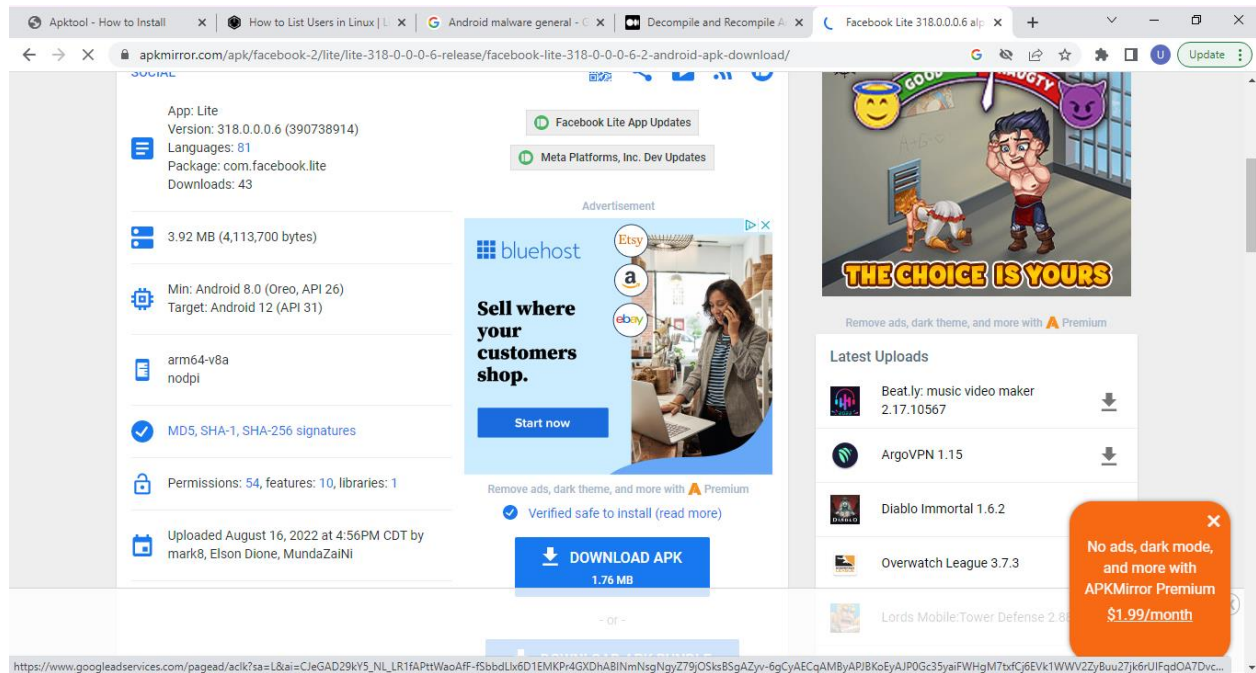 Apktool - How to Install
How to List Users in Linux | L
Android malware general - G
Decompile and Recompile A
Facebook Lite 318.0.0.0.6 alp
apkmirror.com/apk/facebook-2/lite/lite-318-0-0-0-6-release/facebook-lite-318-0-0-0-6-2-android-apk-download/
U
Update
SOCIAL
App: Lite
Version: 318.0.0.0.6 (390738914)
Languages: 81
Package: com.facebook.lite
Downloads: 43
3.92 MB (4,113,700 bytes)
Min: Android 8.0 (Oreo, API 26)
Target: Android 12 (API 31)
arm64-v8a
nodpi
MD5, SHA-1, SHA-256 signatures
Permissions: 54, features: 10, libraries: 1
Uploaded August 16, 2022 at 4:56PM CDT by
mark8, Elson Dione, MundaZaiNi
Facebook Lite App Updates
Meta Platforms, Inc. Dev Updates
Advertisement
bluehost
Etsy
a
ebay
Sell where
your
customers
shop.
Start now
Remove ads, dark theme, and more with Premium
Verified safe to install (read more)
DOWNLOAD APK
1.76 MB
- or -
DOWNLOAD APK BUNDLE
GOOD
NAUGTY
THE CHOICE IS YOURS
Remove ads, dark theme, and more with Premium
Latest Uploads
Beat.ly: music video maker
2.17.10567
ArgoVPN 1.15
DIABLO
Diablo Immortal 1.6.2
Overwatch League 3.7.3
Lords Mobile:Tower Defense 2.8
No ads, dark mode,
and more with
APKMirror Premium
$1.99/month